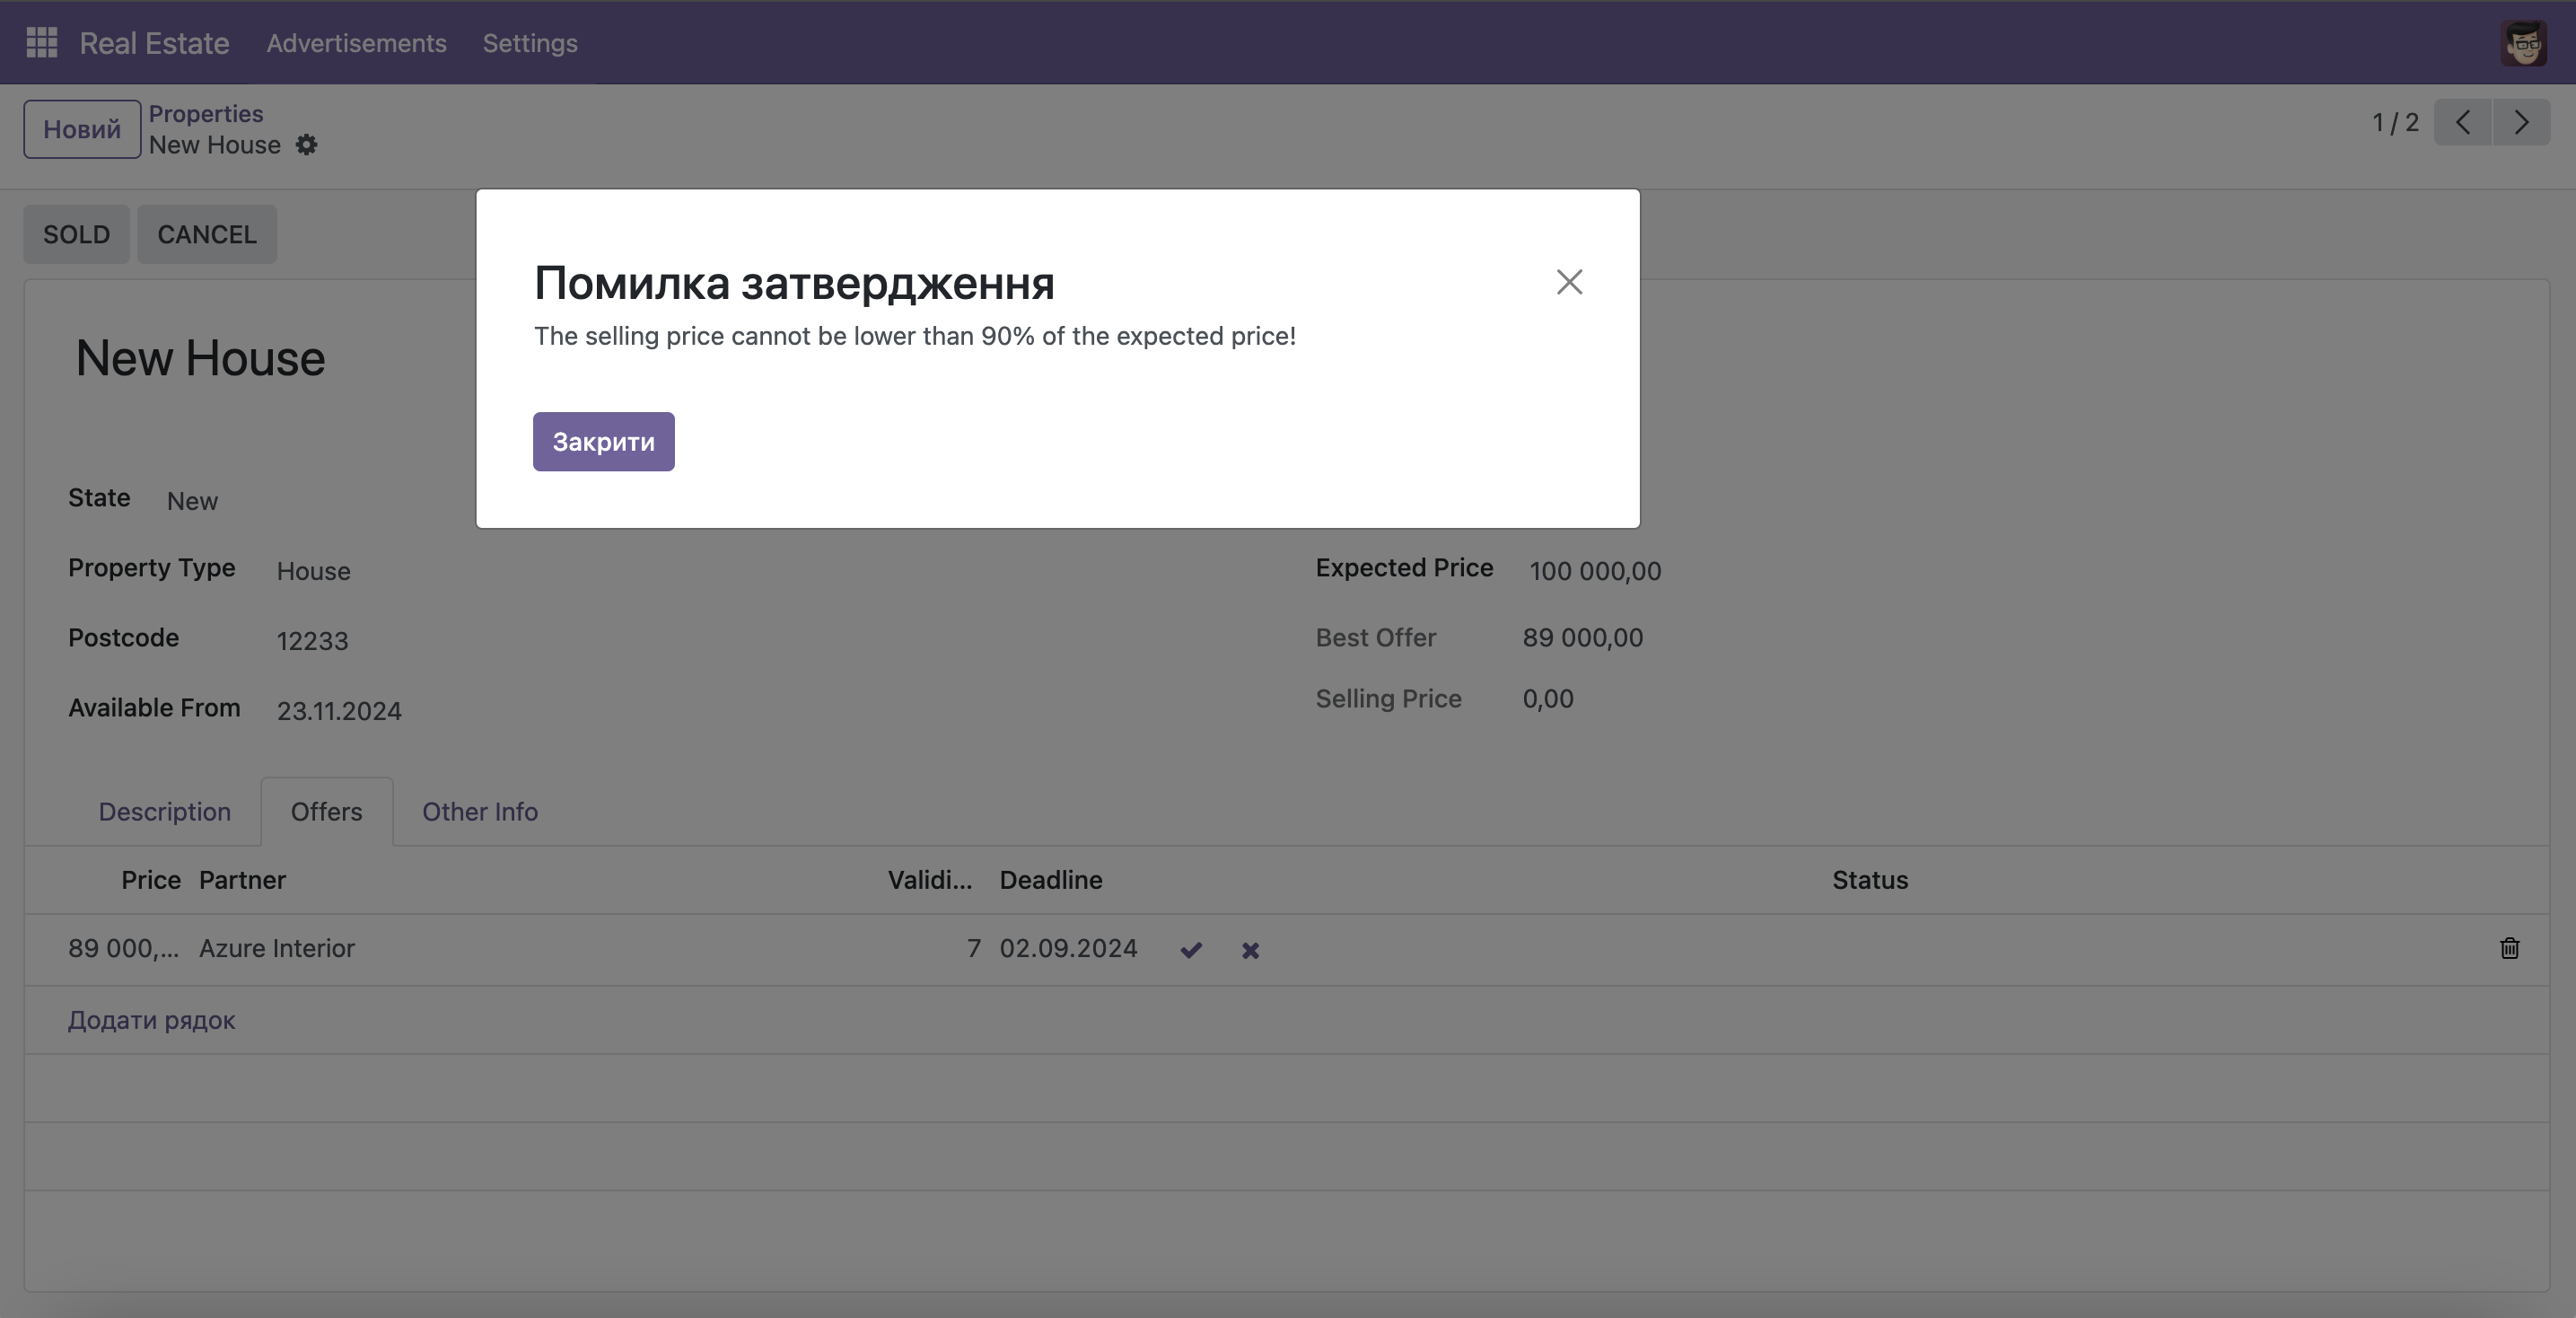 Real Estate Advertisements Settings
Новий
Properties
New House
1 / 2
SOLD CANCEL
Помилка затвердження
The selling price cannot be lower than 90% of the expected price!
Закрити
New House
State New
Property Type House
Postcode 12233
Available From 23.11.2024
Expected Price 100 000,00
Best Offer 89 000,00
Selling Price 0,00
Description Offers Other Info
Price Partner Validi... Deadline Status
89 000,... Azure Interior 7 02.09.2024
Додати рядок